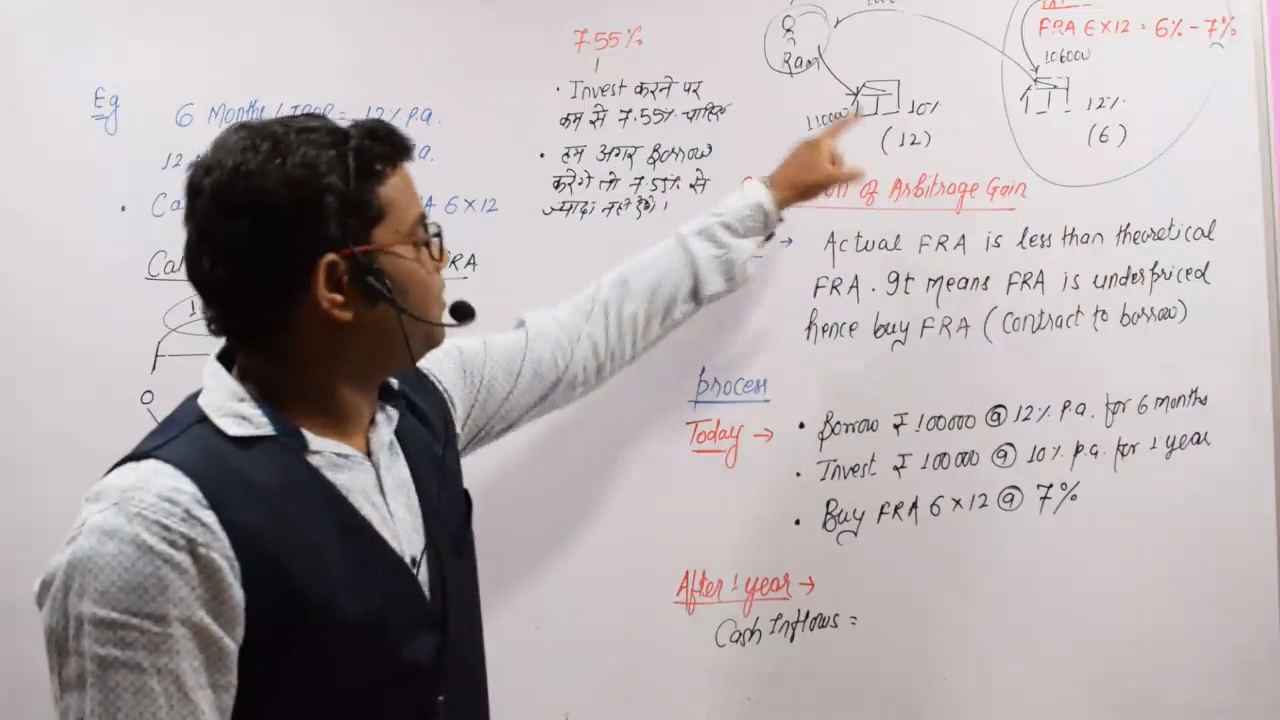 Eg
6 Months LIBOR = 12% p.a.
12
.a.
• Ca
A 6×12
Cal
RA
0
7.55%
• Invest करने पर
कम से 7.55% चाहिए
• हम अगर Borrow
करेंगे तो 7.55% से
ज्यादा नहीं देंगे।
Ram
110000
10%
(12)
FRA 6×12 = 6% - 7%
106000
12%
(6)
on of Arbitrage Gain
→ Actual FRA is less than theoretical
FRA. It means FRA is underpriced
hence buy FRA (Contract to borrow)
process
Today →
• Borrow ₹ 100000 @ 12% p.a. for 6 months
• Invest ₹ 100000 @ 10% p.a. for 1 year
• Buy FRA 6×12 @ 7%
After 1 year →
Cash Inflows =